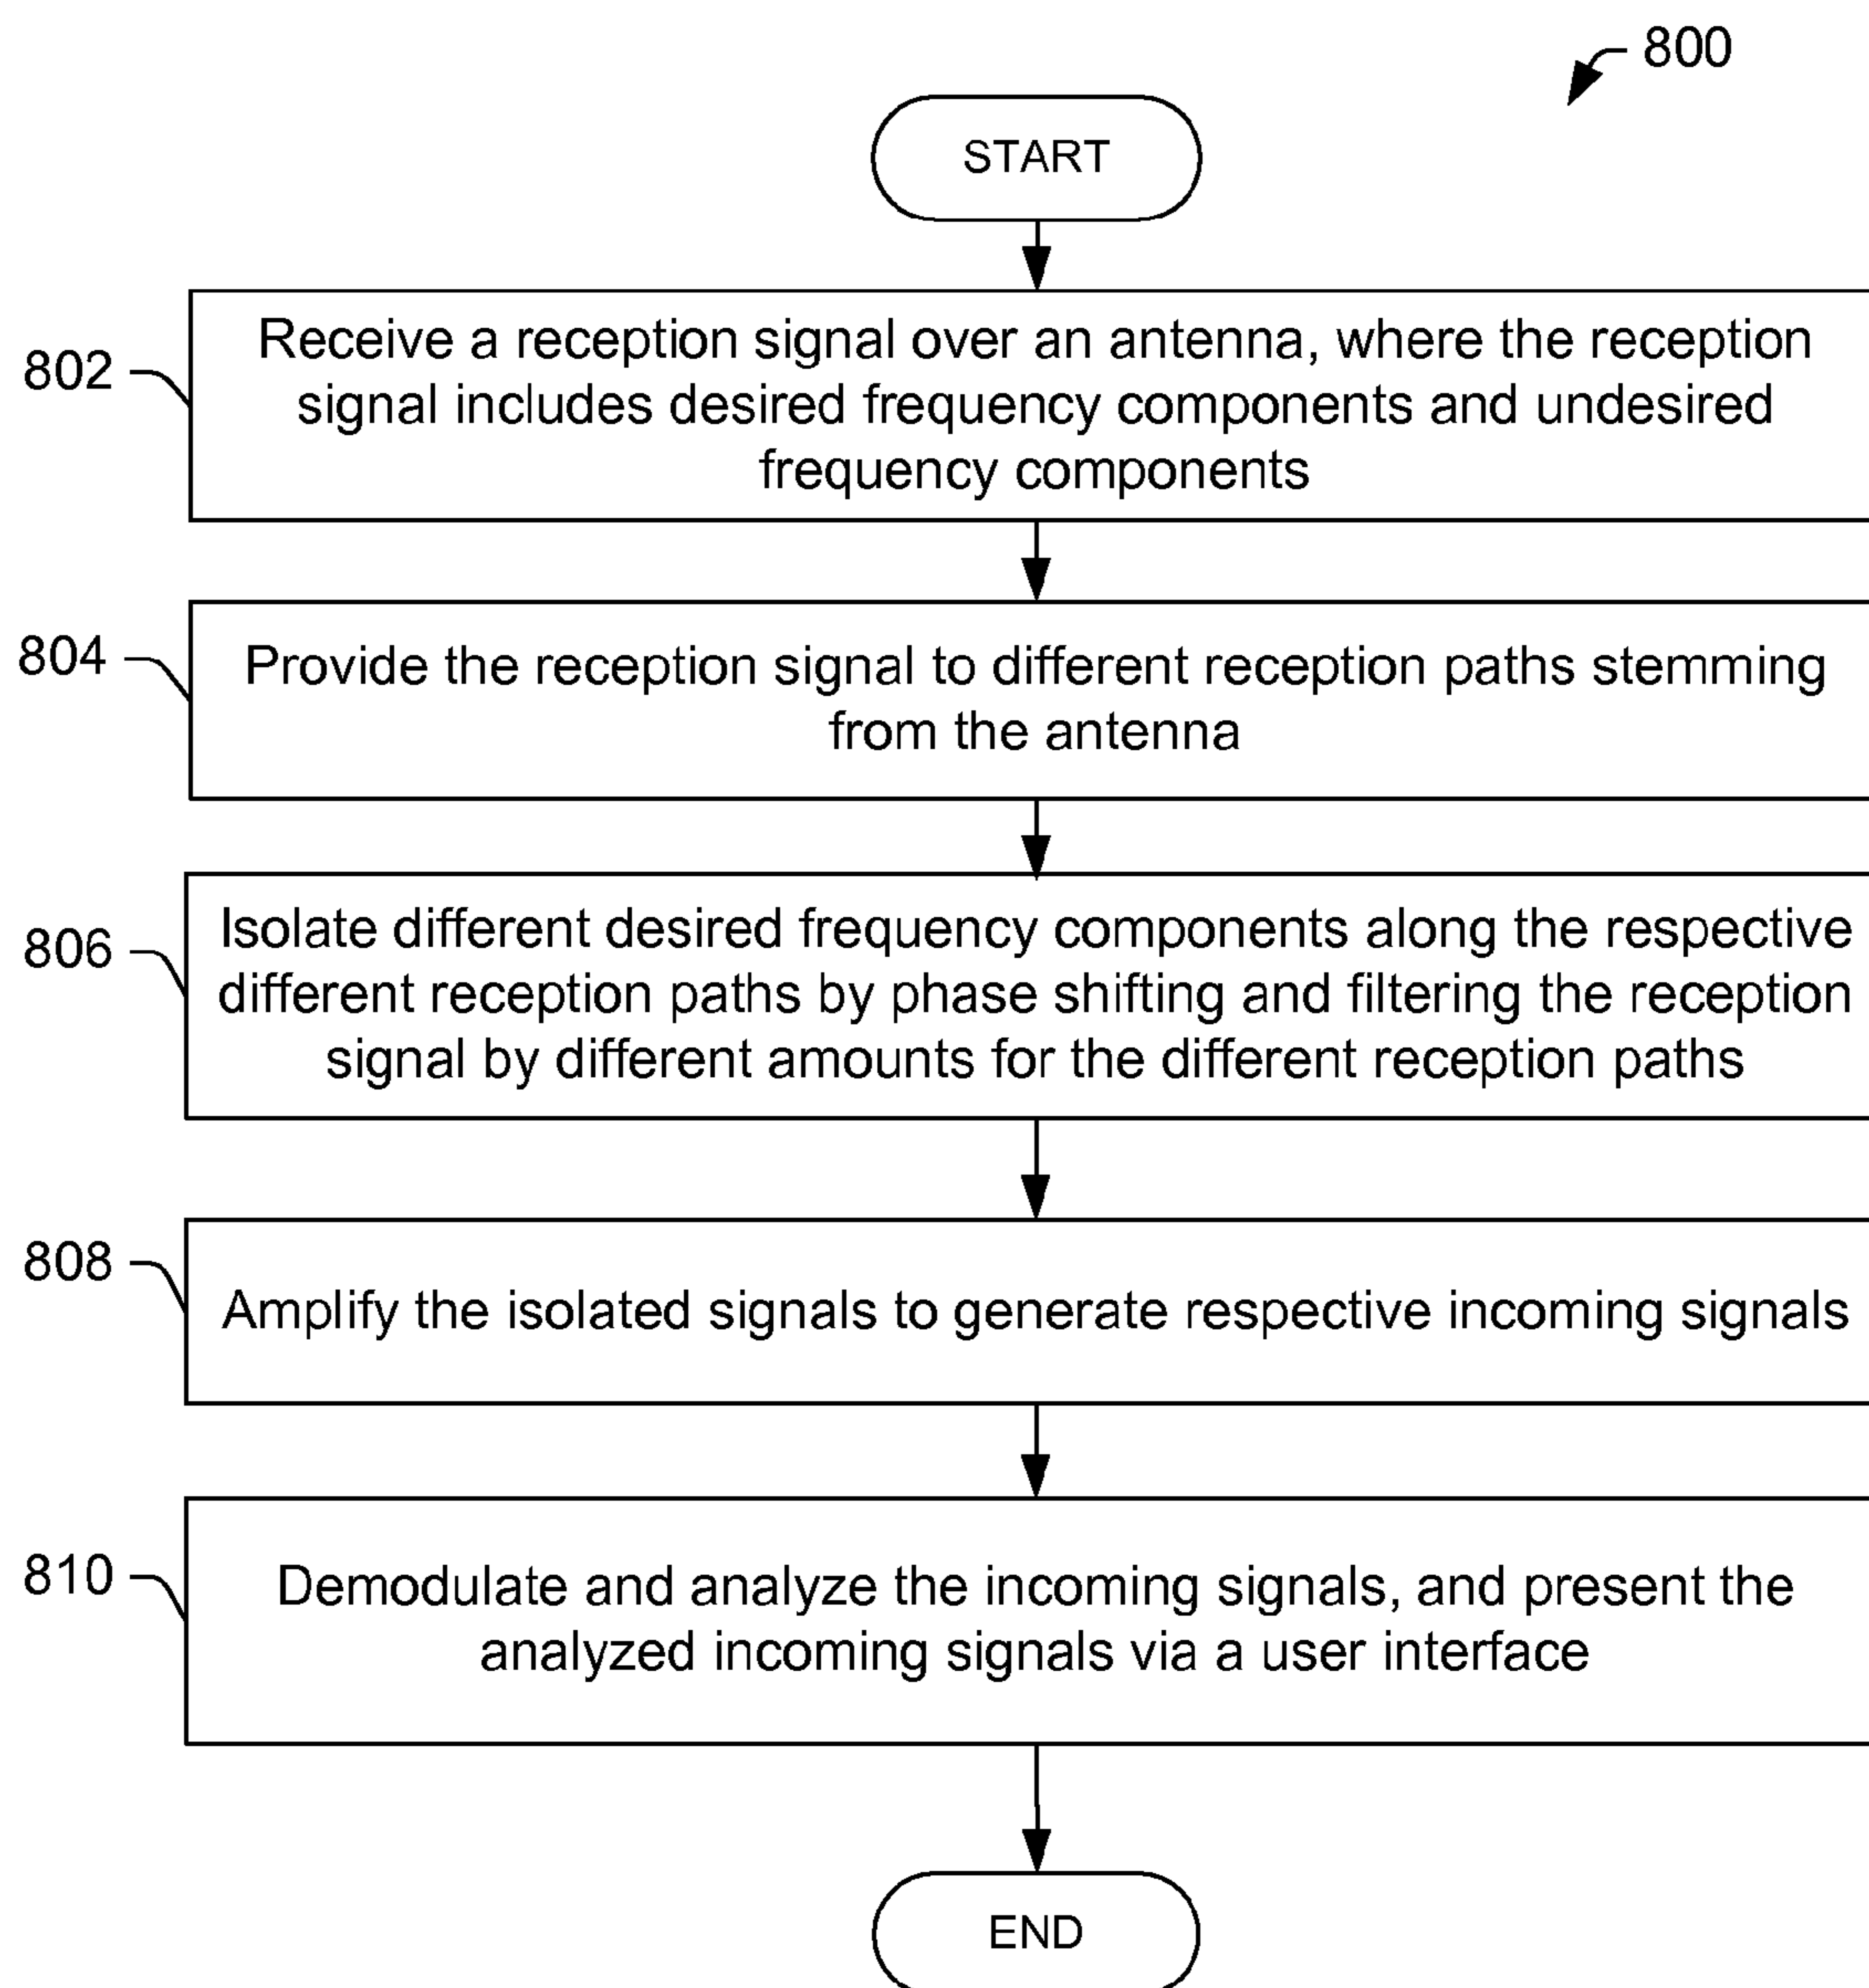 800
START
802
Receive a reception signal over an antenna, where the reception
signal includes desired frequency components and undesired
frequency components
804
Provide the reception signal to different reception paths stemming
from the antenna
806
Isolate different desired frequency components along the respective
different reception paths by phase shifting and filtering the reception
signal by different amounts for the different reception paths
808
Amplify the isolated signals to generate respective incoming signals
810
Demodulate and analyze the incoming signals, and present the
analyzed incoming signals via a user interface
END